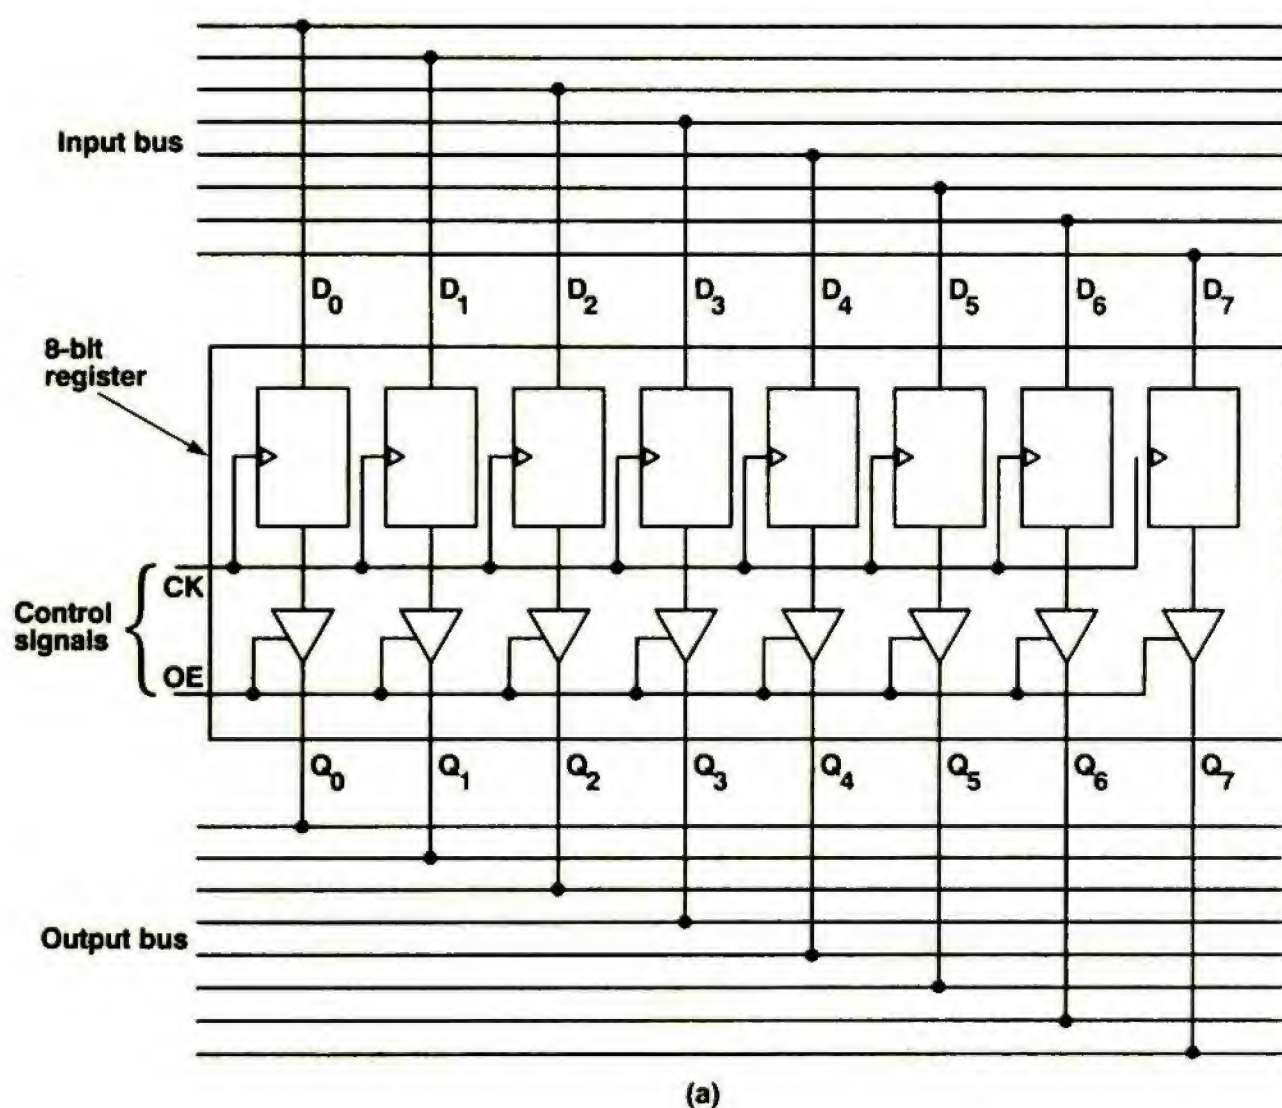 Input bus
D0 D1 D2 D3 D4 D5 D6 D7
8-bit
register
CK
Control
signals
OE
Q0 Q1 Q2 Q3 Q4 Q5 Q6 Q7
Output bus
(a)